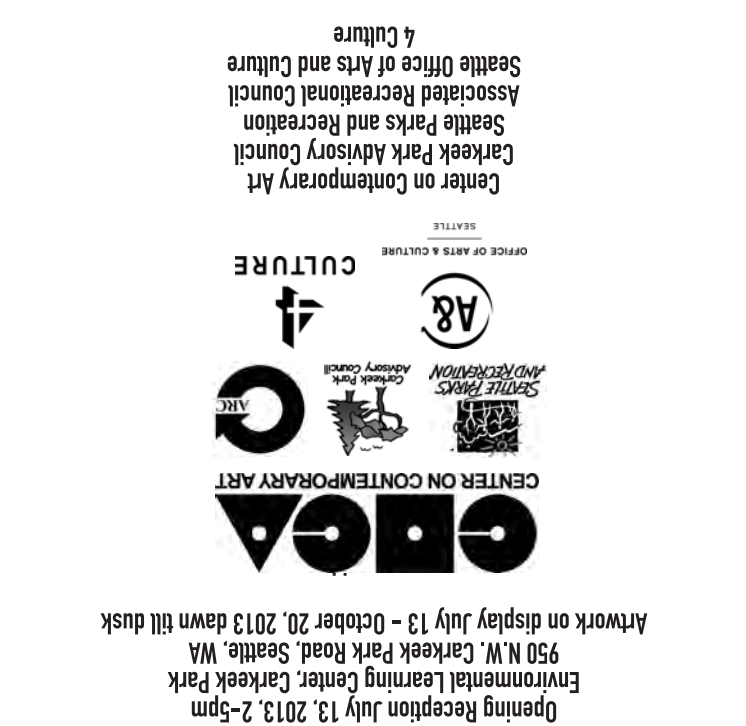 Opening Reception July 13, 2013, 2-5pm
Environmental Learning Center, Carkeek Park
950 N.W. Carkeek Park Road, Seattle, WA
Artwork on display July 13 - October 20, 2013 dawn till dusk
CoCA
CENTER ON CONTEMPORARY ART
SEATTLE PARKS
AND RECREATION
Carkeek Park
Advisory Council
ARC
A&
OFFICE OF ARTS & CULTURE
SEATTLE
4
CULTURE
Center on Contemporary Art
Carkeek Park Advisory Council
Seattle Parks and Recreation
Associated Recreational Council
Seattle Office of Arts and Culture
4 Culture